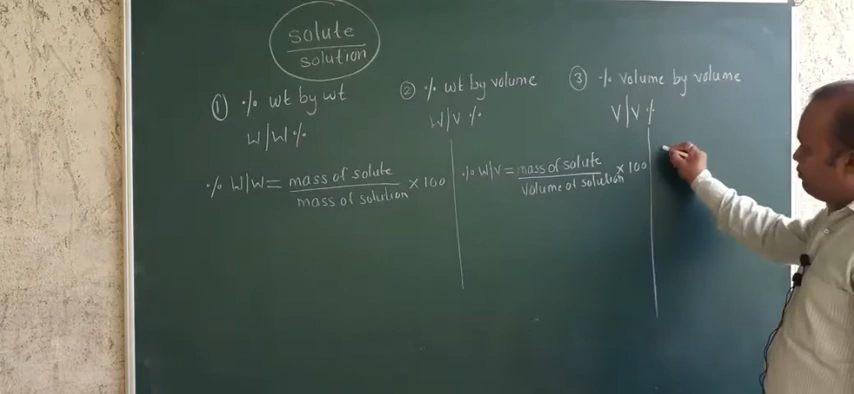 solute
solution
① % wt by wt
W/W %
% W/W = mass of solute / mass of solution × 100
② % wt by volume
W/V %
% W/V = mass of solute / volume of solution × 100
③ % volume by volume
V/V %